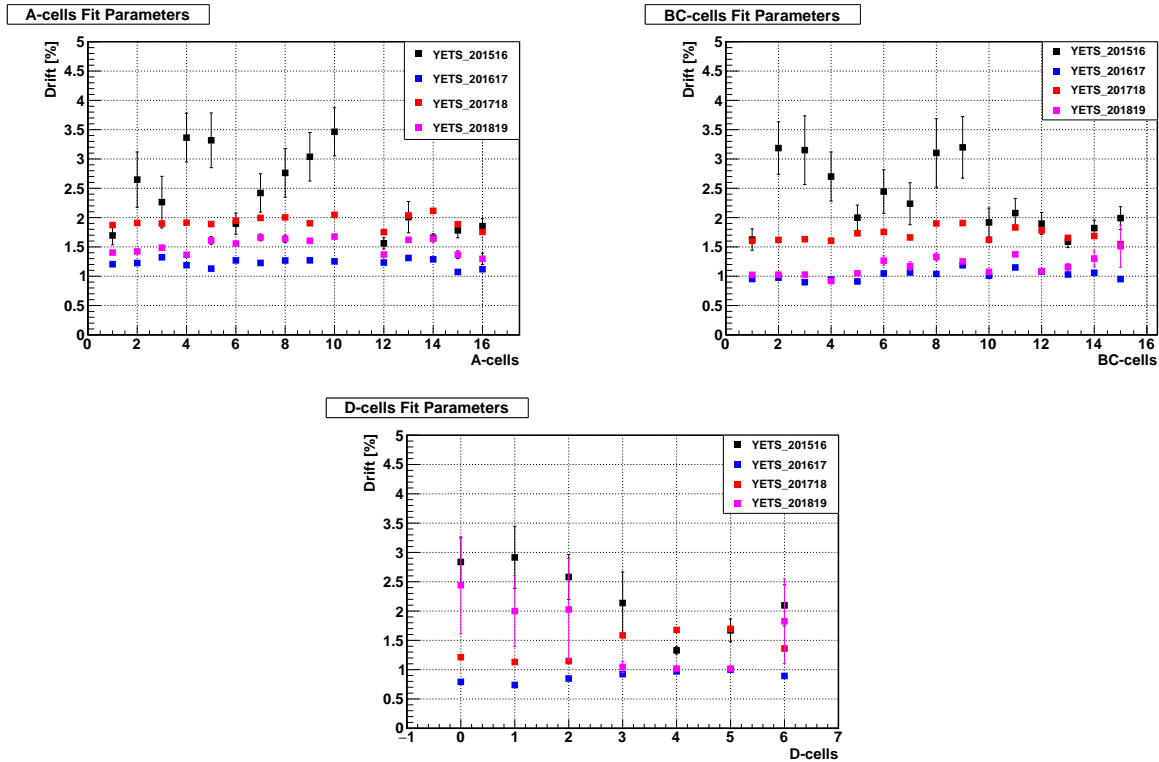 A-cells Fit Parameters
Drift [%]
5
4.5
4
3.5
3
2.5
2
1.5
1
0.5
0
YETS_201516
YETS_201617
YETS_201718
YETS_201819
0 2 4 6 8 10 12 14 16
A-cells
BC-cells Fit Parameters
Drift [%]
5
4.5
4
3.5
3
2.5
2
1.5
1
0.5
0
YETS_201516
YETS_201617
YETS_201718
YETS_201819
0 2 4 6 8 10 12 14 16
BC-cells
D-cells Fit Parameters
Drift [%]
5
4.5
4
3.5
3
2.5
2
1.5
1
0.5
0
YETS_201516
YETS_201617
YETS_201718
YETS_201819
−1 0 1 2 3 4 5 6 7
D-cells